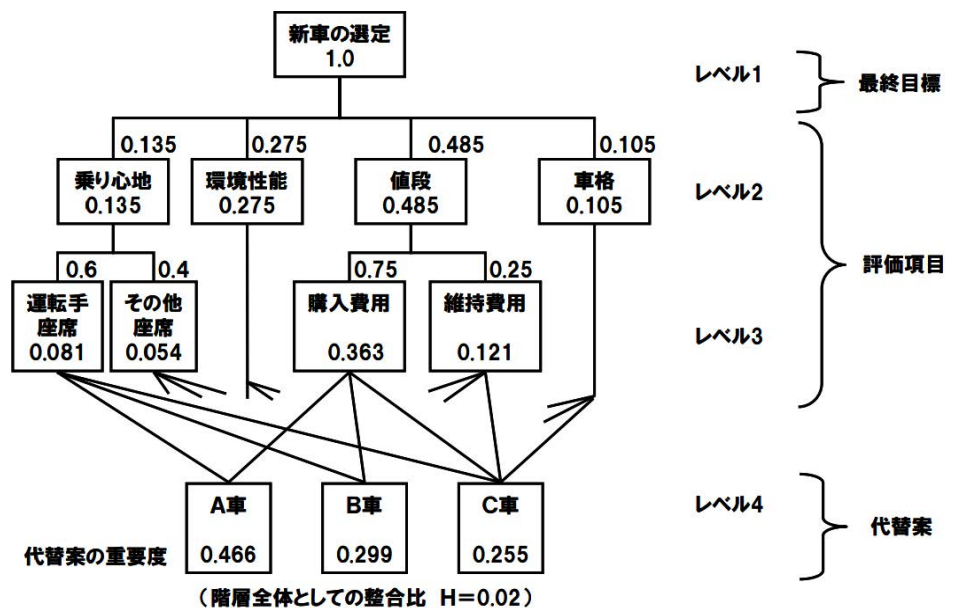 新車の選定
1.0
レベル1
最終目標
0.135
0.275
0.485
0.105
乗り心地
0.135
環境性能
0.275
値段
0.485
車格
0.105
レベル2
評価項目
0.6
0.4
0.75
0.25
運転手
座席
0.081
その他
座席
0.054
購入費用
0.363
維持費用
0.121
レベル3
A車
0.466
B車
0.299
C車
0.255
レベル4
代替案
代替案の重要度
（階層全体としての整合比 H＝0.02）